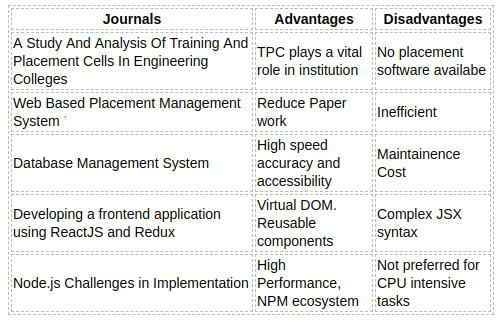 Journals Advantages Disadvantages
A Study And Analysis Of Training And
Placement Cells In Engineering
Colleges
TPC plays a vital
role in institution
No placement
software availabe
Web Based Placement Management
System
Reduce Paper
work
Inefficient
Database Management System
High speed
accuracy and
accessibility
Maintainence
Cost
Developing a frontend application
using ReactJS and Redux
Virtual DOM.
Reusable
components
Complex JSX
syntax
Node.js Challenges in Implementation
High
Performance,
NPM ecosystem
Not preferred for
CPU intensive
tasks